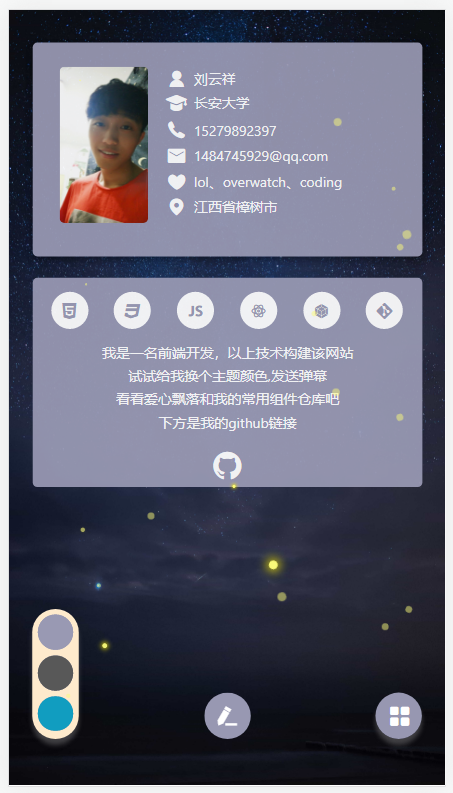 刘云祥
长安大学
15279892397
1484745929@qq.com
lol、overwatch、coding
江西省樟树市
JS
我是一名前端开发，以上技术构建该网站
试试给我换个主题颜色,发送弹幕
看看爱心飘落和我的常用组件仓库吧
下方是我的github链接